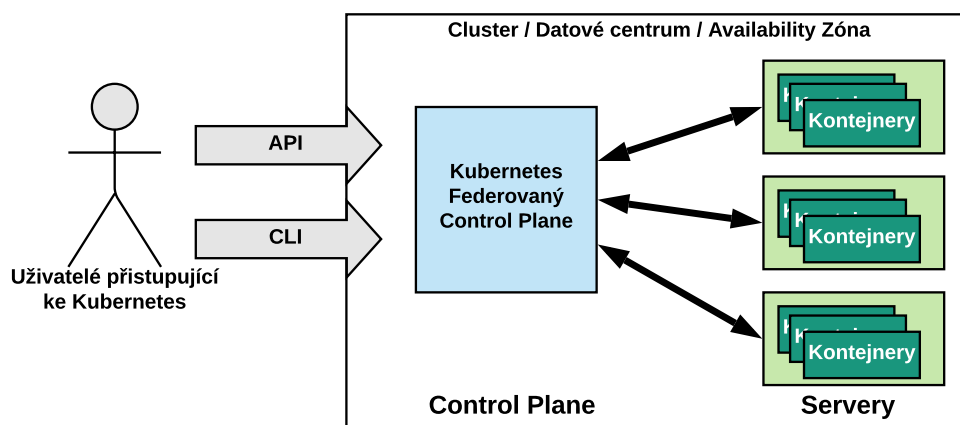 Cluster / Datové centrum / Availability Zóna
API
CLI
Uživatelé přistupující
ke Kubernetes
Kubernetes
Federovaný
Control Plane
Kontejnery
Kontejnery
Kontejnery
Control Plane
Servery